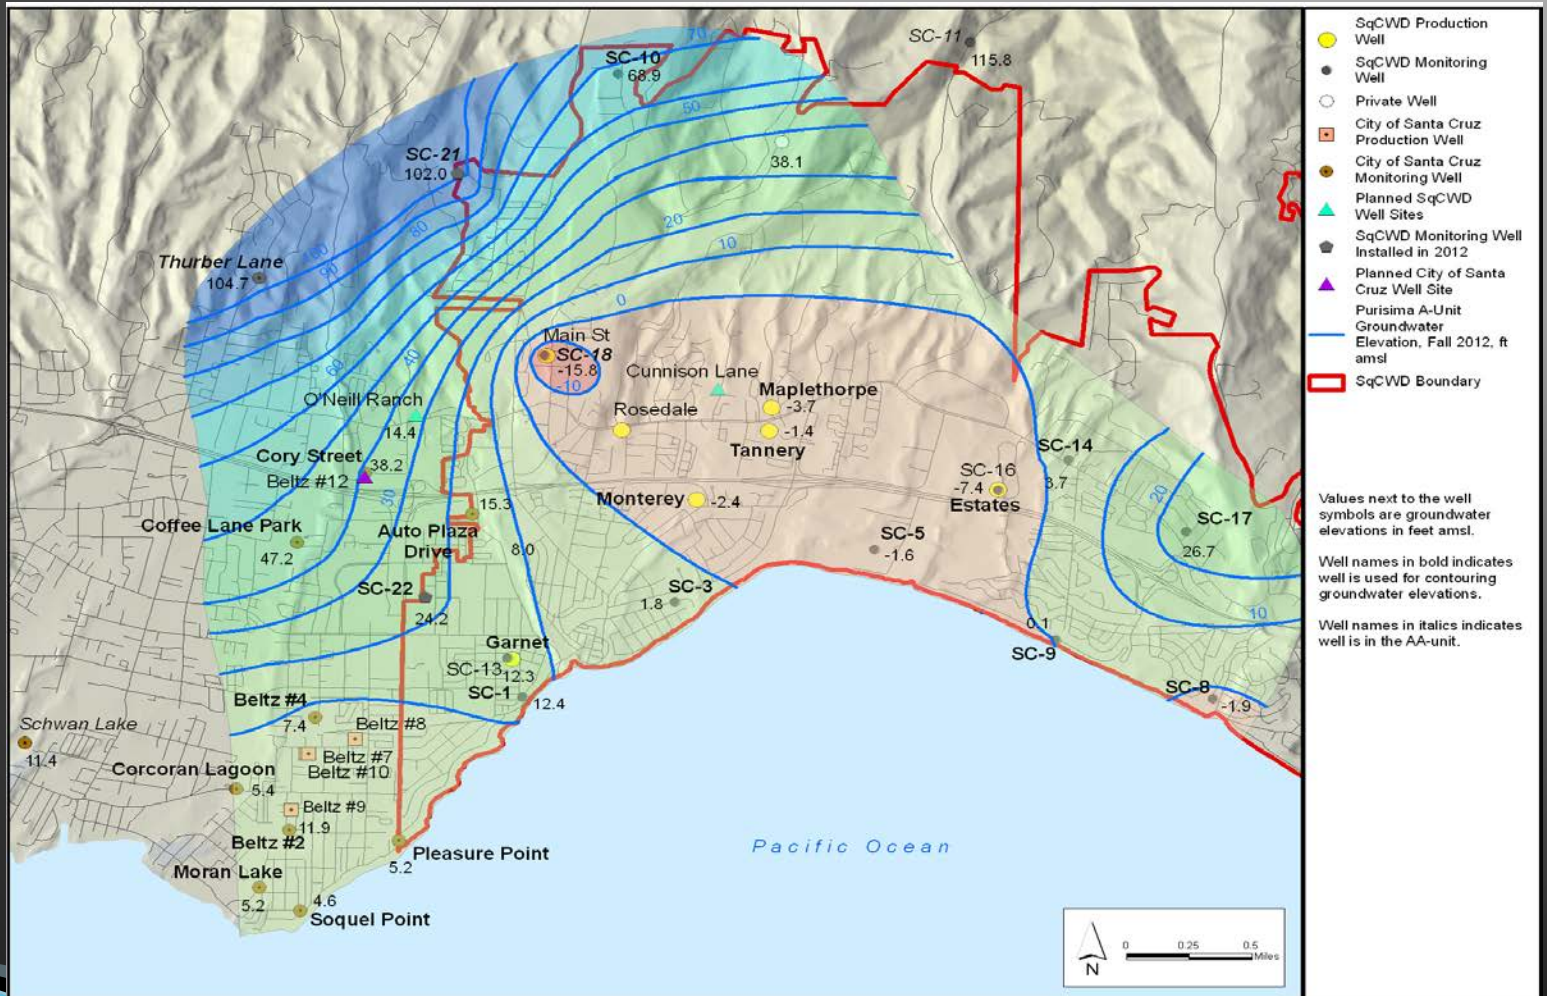 70
SC-11
115.8
SC-10
68.9
50
SC-21
102.0
38.1
80
20
10
100
90
Thurber Lane
104.7
0
Main St
SC-18
-15.8
-10
60
40
Cunnison Lane
Maplethorpe
-3.7
O'Neill Ranch
14.4
Rosedale
-1.4
Tannery
Cory Street
38.2
Beltz #12
30
SC-14
3.7
SC-16
-7.4
Estates
Monterey
-2.4
15.3
20
SC-17
26.7
Coffee Lane Park
47.2
Auto Plaza
Drive
8.0
SC-5
-1.6
SC-22
24.2
SC-3
1.8
10
0.1
SC-9
Garnet
SC-13
12.3
SC-1
12.4
SC-8
-1.9
Beltz #4
7.4
Beltz #8
Schwan Lake
11.4
Beltz #7
Beltz #10
Corcoran Lagoon
5.4
Beltz #9
11.9
Beltz #2
Pleasure Point
5.2
Moran Lake
5.2
4.6
Soquel Point
Pacific Ocean
N
0
0.25
0.5
Miles
SqCWD Production
Well
SqCWD Monitoring
Well
Private Well
City of Santa Cruz
Production Well
City of Santa Cruz
Monitoring Well
Planned SqCWD
Well Sites
SqCWD Monitoring Well
Installed in 2012
Planned City of Santa
Cruz Well Site
Purisima A-Unit
Groundwater
Elevation, Fall 2012, ft
amsl
SqCWD Boundary
Values next to the well
symbols are groundwater
elevations in feet amsl.
Well names in bold indicates
well is used for contouring
groundwater elevations.
Well names in italics indicates
well is in the AA-unit.